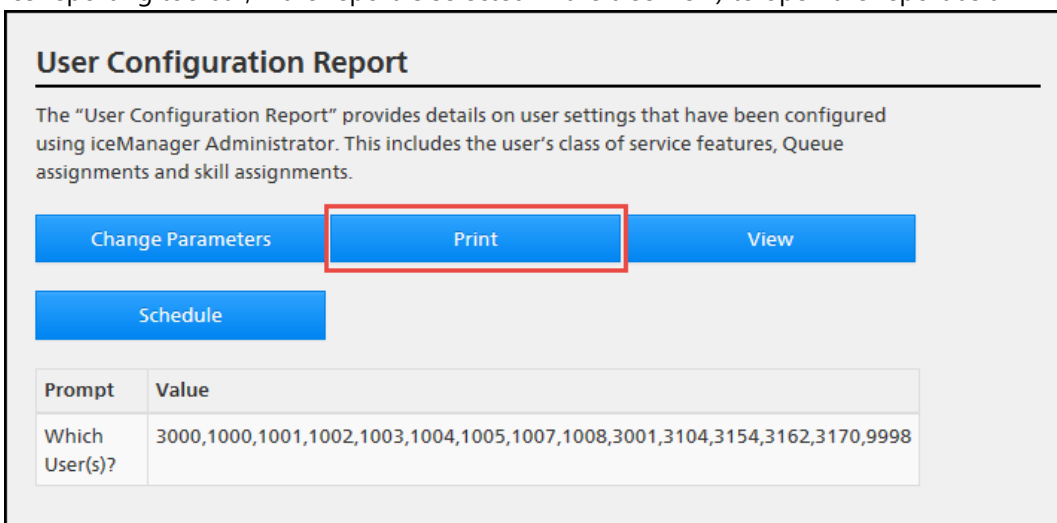 User Configuration Report
The “User Configuration Report” provides details on user settings that have been configured
using iceManager Administrator. This includes the user’s class of service features, Queue
assignments and skill assignments.
Change Parameters Print View
Schedule
Prompt Value
Which 3000,1000,1001,1002,1003,1004,1005,1007,1008,3001,3104,3154,3162,3170,9998
User(s)?